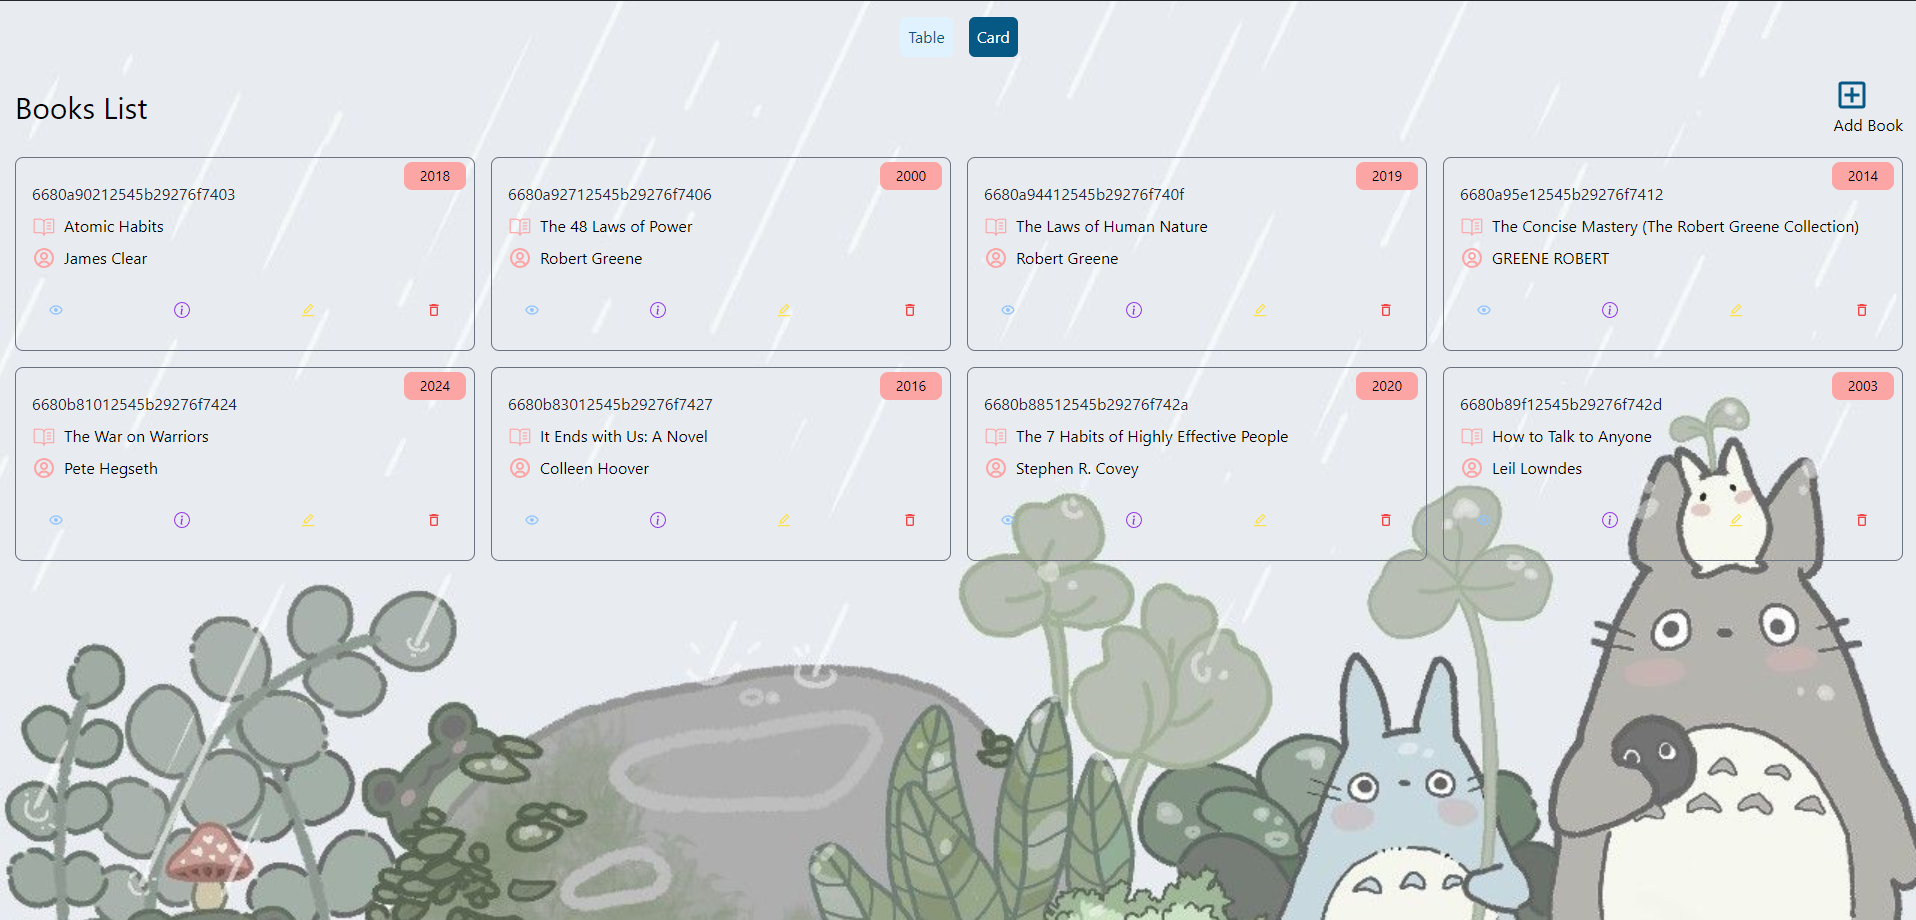 Table
Card
Books List
Add Book
2018
6680a90212545b29276f7403
Atomic Habits
James Clear
2000
6680a92712545b29276f7406
The 48 Laws of Power
Robert Greene
2019
6680a94412545b29276f740f
The Laws of Human Nature
Robert Greene
2014
6680a95e12545b29276f7412
The Concise Mastery (The Robert Greene Collection)
GREENE ROBERT
2024
6680b81012545b29276f7424
The War on Warriors
Pete Hegseth
2016
6680b83012545b29276f7427
It Ends with Us: A Novel
Colleen Hoover
2020
6680b88512545b29276f742a
The 7 Habits of Highly Effective People
Stephen R. Covey
2003
6680b89f12545b29276f742d
How to Talk to Anyone
Leil Lowndes